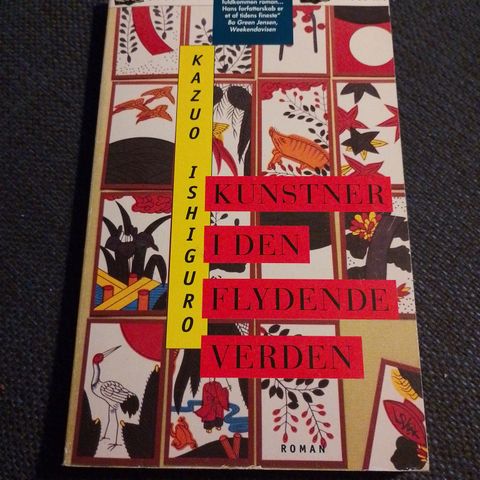 fuldkommen roman...
Hans forfatterskab er
et af tidens fineste"
Bo Green Jensen,
Weekendavisen
KAZUO ISHIGURO
KUNSTNER
I DEN
FLYDENDE
VERDEN
ROMAN